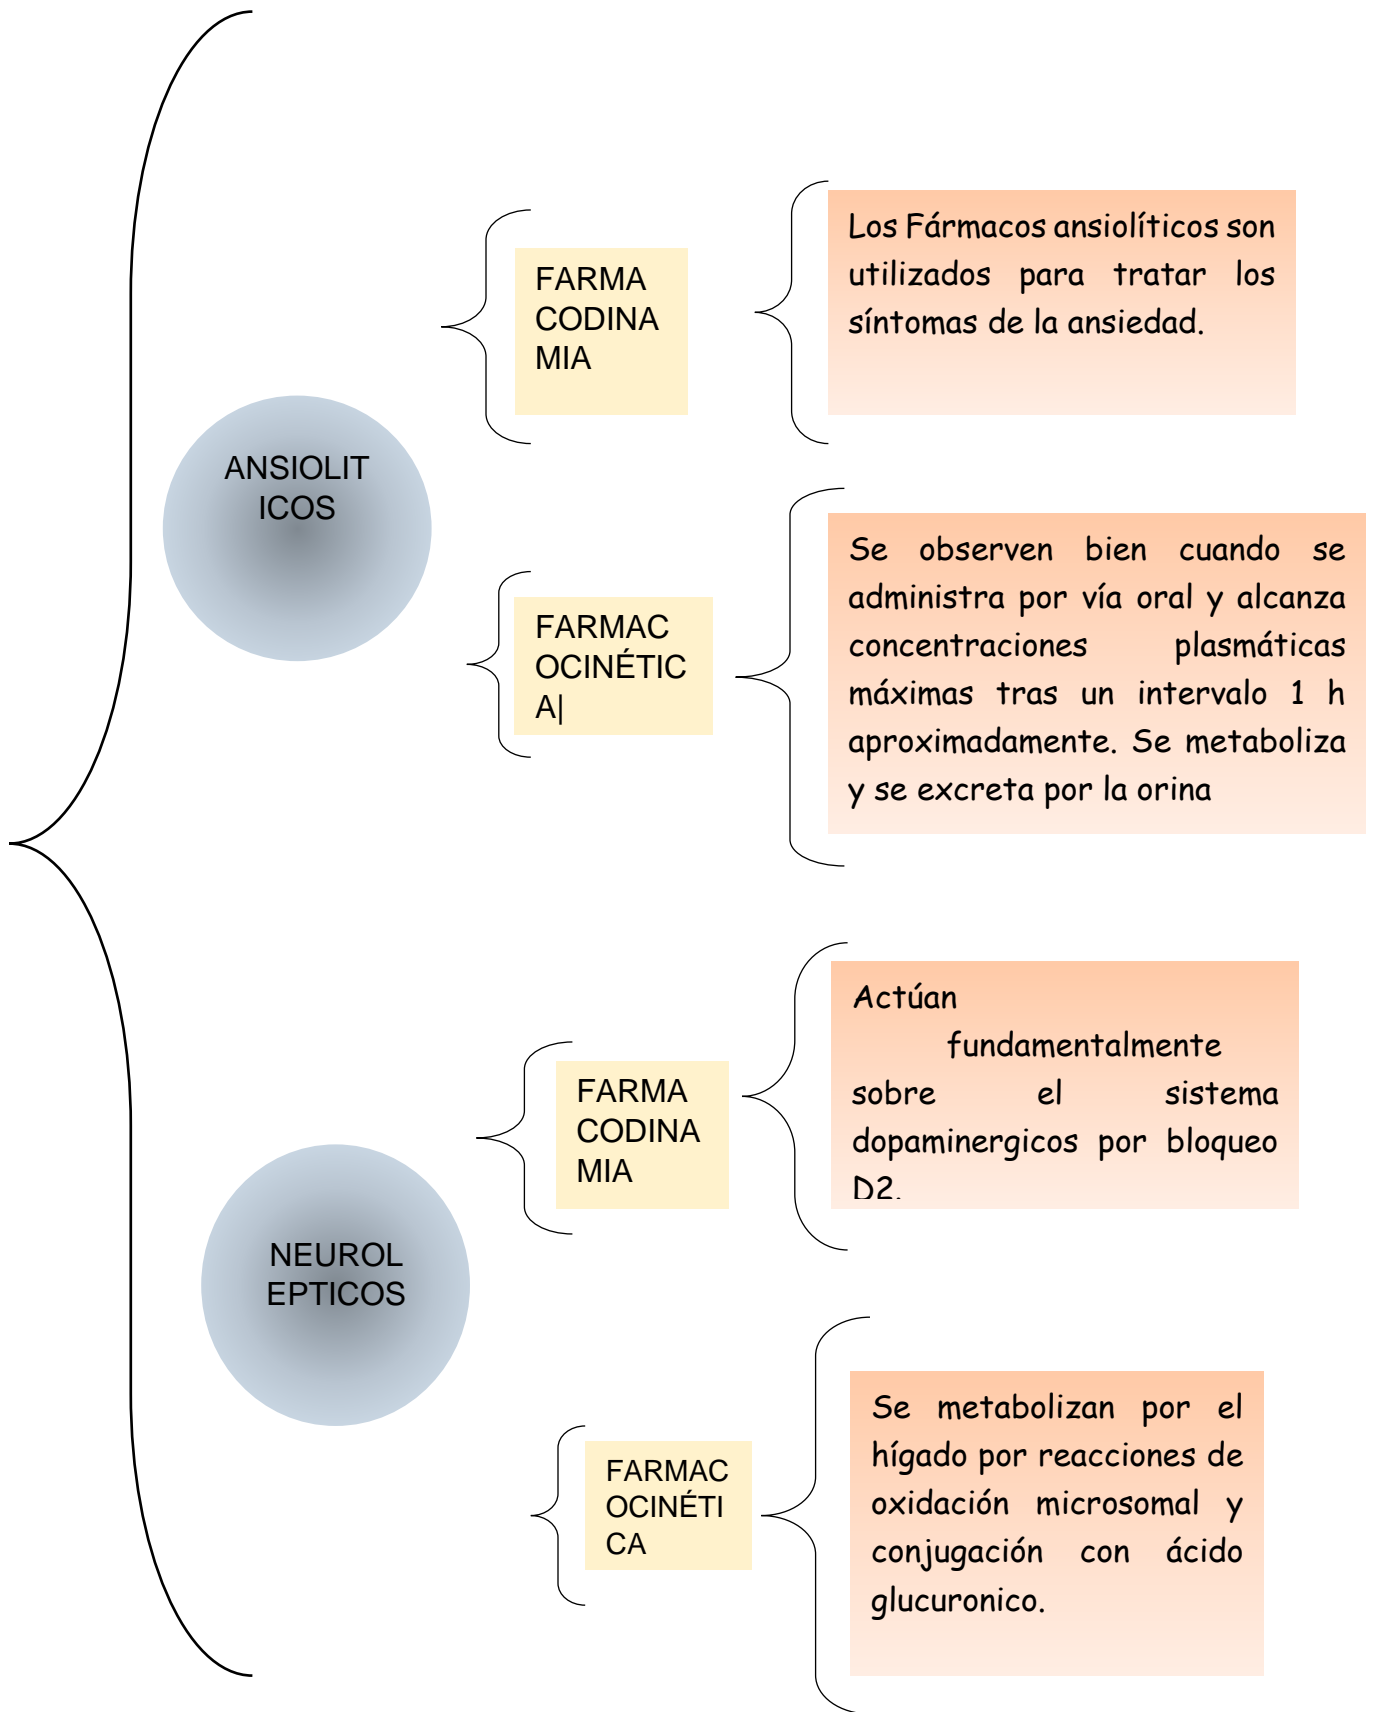 FARMA
CODINA
MIA
Los Fármacos ansiolíticos son
utilizados para tratar los
síntomas de la ansiedad.
ANSIOLIT
ICOS
FARMAC
OCINÉTIC
A|
Se observen bien cuando se
administra por vía oral y alcanza
concentraciones plasmáticas
máximas tras un intervalo 1 h
aproximadamente. Se metaboliza
y se excreta por la orina
FARMA
CODINA
MIA
Actúan
fundamentalmente
sobre el sistema
dopaminergicos por bloqueo
D2.
NEUROL
EPTICOS
FARMAC
OCINÉTI
CA
Se metabolizan por el
hígado por reacciones de
oxidación microsomal y
conjugación con ácido
glucuronico.